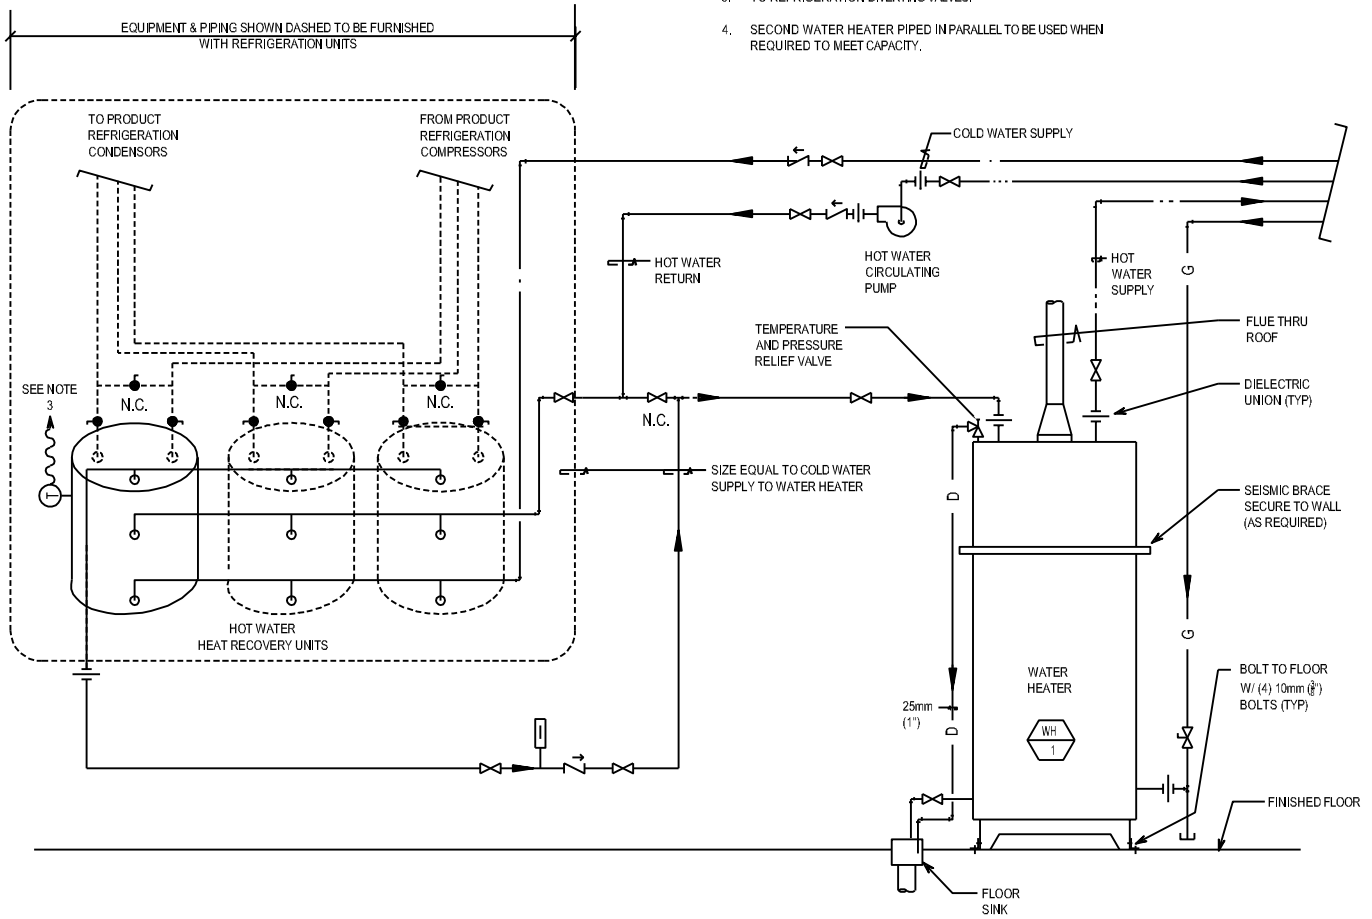 3. TO REFRIGERATION DIVERTING VALVES.
4. SECOND WATER HEATER PIPED IN PARALLEL TO BE USED WHEN
REQUIRED TO MEET CAPACITY.
EQUIPMENT & PIPING SHOWN DASHED TO BE FURNISHED
WITH REFRIGERATION UNITS
TO PRODUCT
REFRIGERATION
CONDENSORS
FROM PRODUCT
REFRIGERATION
COMPRESSORS
COLD WATER SUPPLY
HOT WATER
RETURN
HOT WATER
CIRCULATING
PUMP
HOT
WATER
SUPPLY
G
FLUE THRU
ROOF
TEMPERATURE
AND PRESSURE
RELIEF VALVE
SEE NOTE
3
N.C.
N.C.
N.C.
N.C.
DIELECTRIC
UNION (TYP)
T
SIZE EQUAL TO COLD WATER
SUPPLY TO WATER HEATER
D
SEISMIC BRACE
SECURE TO WALL
(AS REQUIRED)
HOT WATER
HEAT RECOVERY UNITS
G
WATER
HEATER
BOLT TO FLOOR
W/ (4) 10mm (3/8")
BOLTS (TYP)
25mm
(1")
D
WH
1
FINISHED FLOOR
FLOOR
SINK